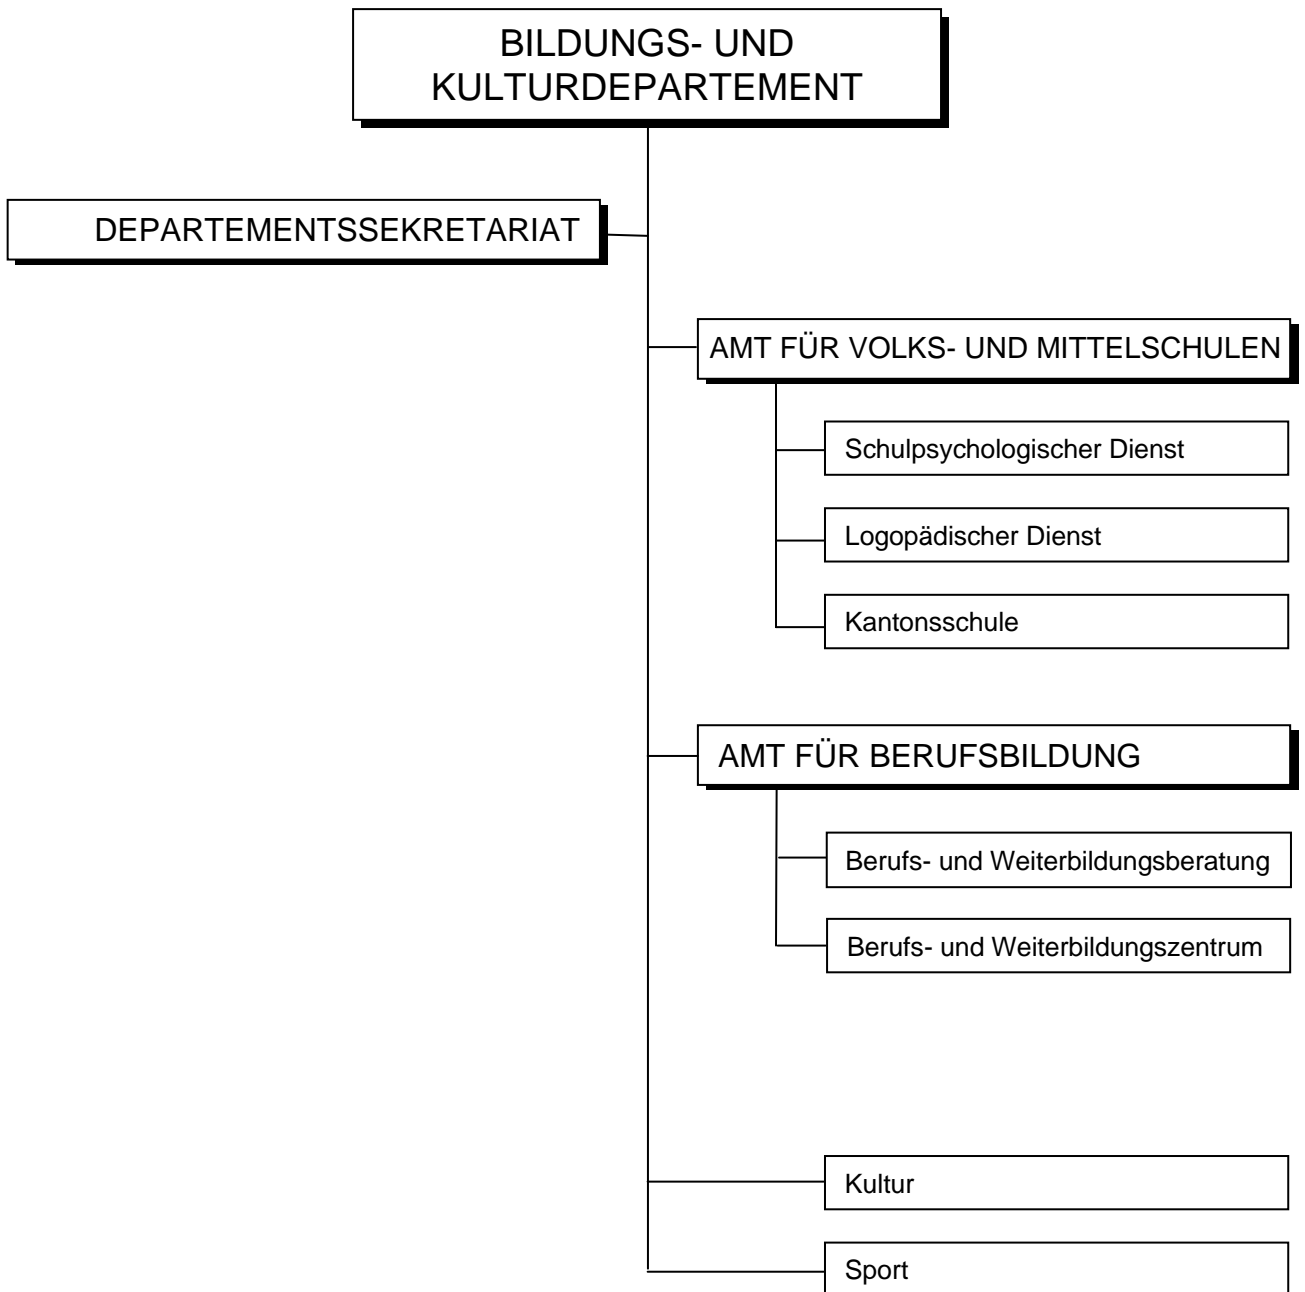 BILDUNGS- UND
KULTURDEPARTEMENT
DEPARTEMENTSSEKRETARIAT
AMT FÜR VOLKS- UND MITTELSCHULEN
Schulpsychologischer Dienst
Logopädischer Dienst
Kantonsschule
AMT FÜR BERUFSBILDUNG
Berufs- und Weiterbildungsberatung
Berufs- und Weiterbildungszentrum
Kultur
Sport